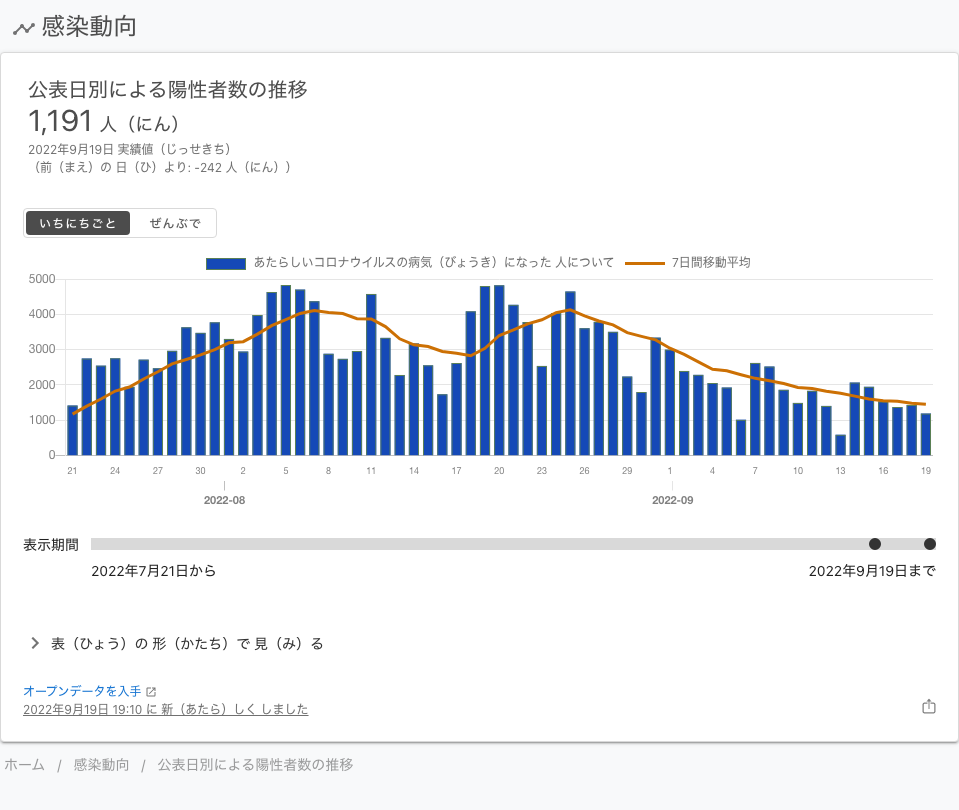 感染動向
公表日別による陽性者数の推移
1,191 人（にん）
2022年9月19日 実績値（じっせきち）
（前（まえ）の 日（ひ）より: -242 人（にん））
いちにちごと ぜんぶで
あたらしいコロナウイルスの病気（びょうき）になった 人について 7日間移動平均
5000
4000
3000
2000
1000
0
21 24 27 30 2 5 8 11 14 17 20 23 26 29 1 4 7 10 13 16 19
2022-08 2022-09
表示期間
2022年7月21日から 2022年9月19日まで
表（ひょう）の 形（かたち）で 見（み）る
オープンデータを入手
2022年9月19日 19:10 に 新（あたら）しく しました
ホーム / 感染動向 / 公表日別による陽性者数の推移